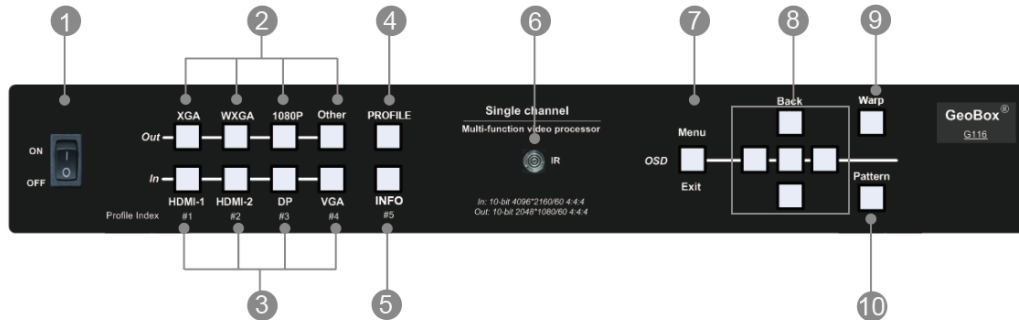 1 2 4 6 7 8 9
XGA WXGA 1080P Other PROFILE Single channel Back Warp GeoBox®
Out Multi-function video processor G116
ON I Menu
IR OSD
OFF O Exit
In Pattern
HDMI-1 HDMI-2 DP VGA INFO In: 10-bit 4096*2160/60 4:4:4
Profile Index #1 #2 #3 #4 #5 Out: 10-bit 2048*1080/60 4:4:4
3 5 10